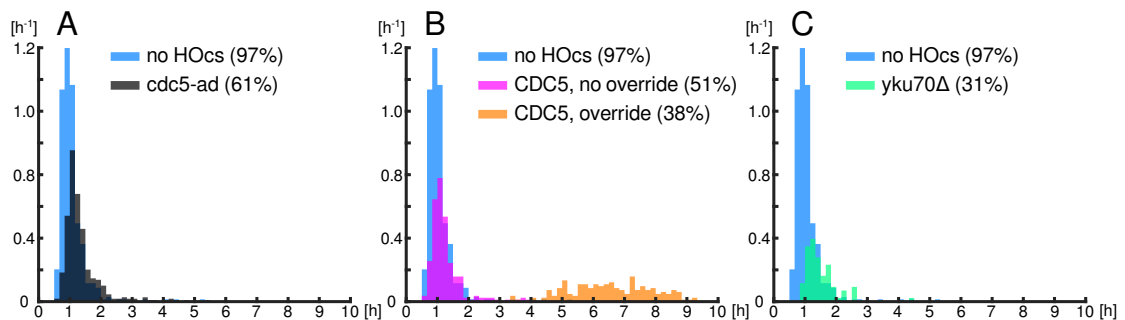 A
[h-1]
1.2
1.0
0.8
0.4
0
0 1 2 3 4 5 6 7 8 9 10 [h]
no HOcs (97%)
cdc5-ad (61%)
B
[h-1]
1.2
1.0
0.8
0.4
0
0 1 2 3 4 5 6 7 8 9 10 [h]
no HOcs (97%)
CDC5, no override (51%)
CDC5, override (38%)
C
[h-1]
1.2
1.0
0.8
0.4
0
0 1 2 3 4 5 6 7 8 9 10 [h]
no HOcs (97%)
yku70Δ (31%)